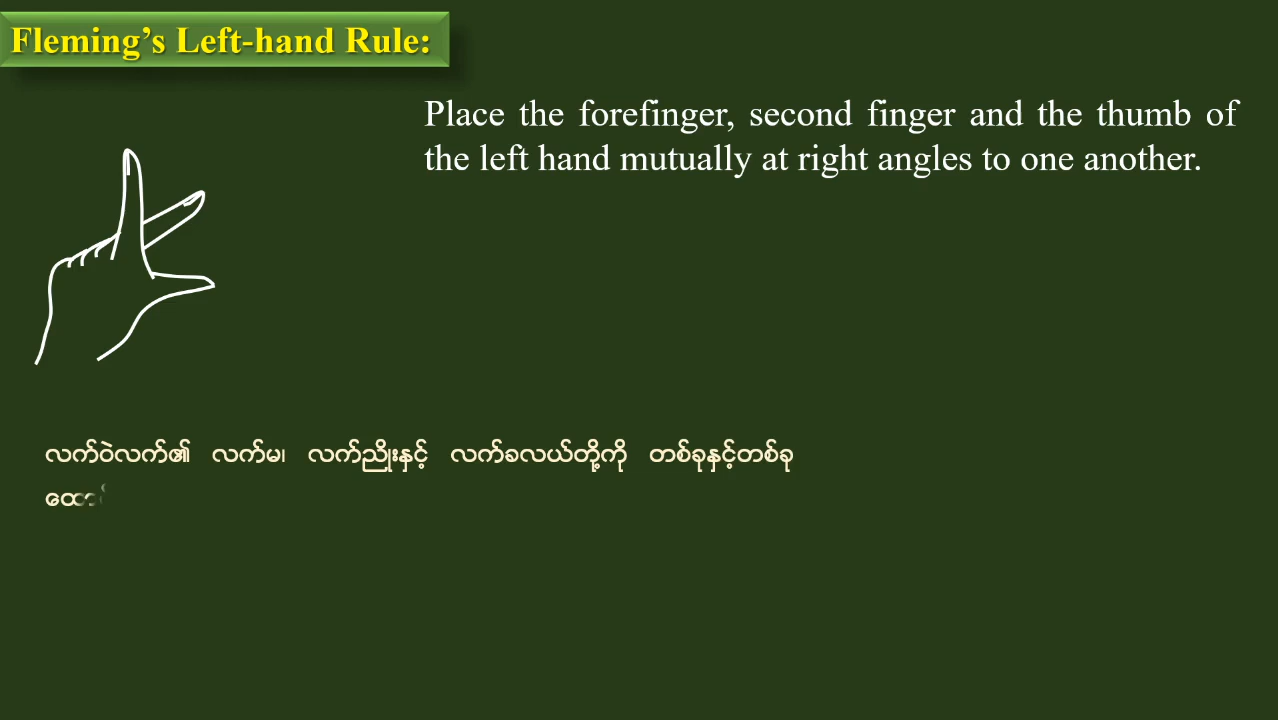 Fleming’s Left-hand Rule:
Place the forefinger, second finger and the thumb of
the left hand mutually at right angles to one another.
လက်ဝဲလက်၏ လက်မ၊ လက်ညှိုးနှင့် လက်ခလယ်တို့ကို တစ်ခုနှင့်တစ်ခု